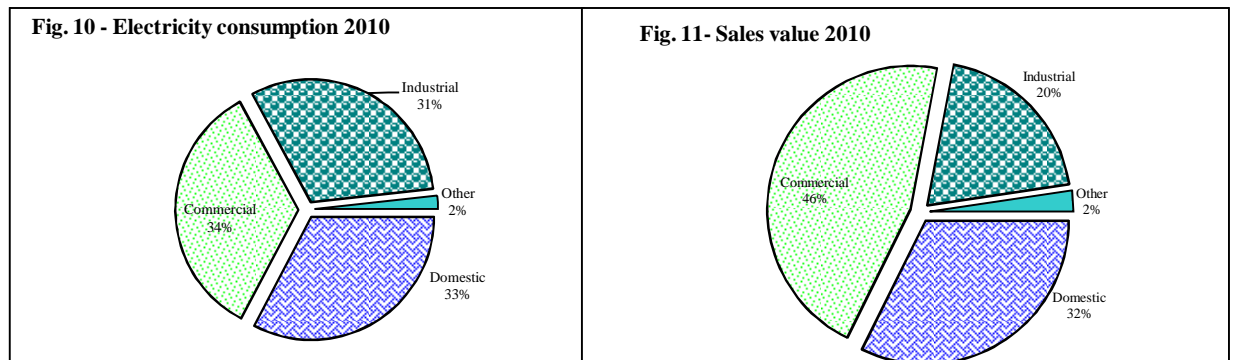 Fig. 10 - Electricity consumption 2010
Industrial
31%
Other
2%
Commercial
34%
Domestic
33%
Fig. 11- Sales value 2010
Industrial
20%
Other
2%
Commercial
46%
Domestic
32%